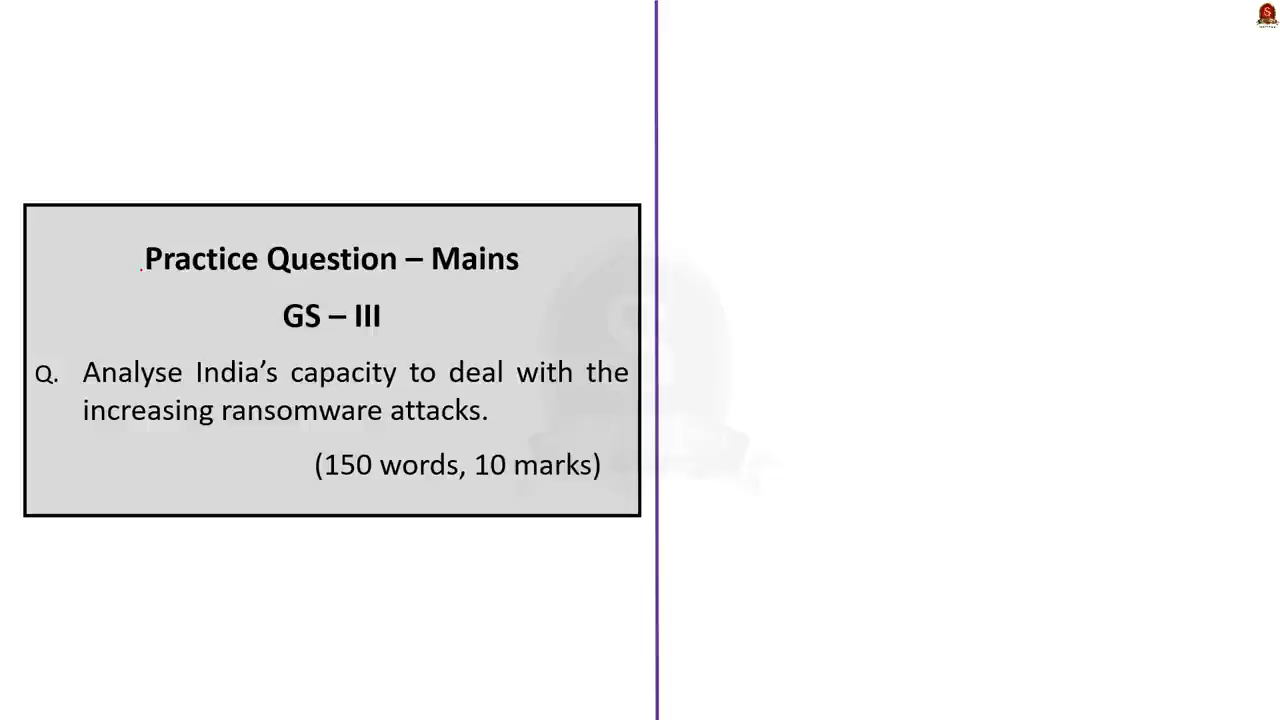 Practice Question – Mains
GS – III
Q. Analyse India’s capacity to deal with the
increasing ransomware attacks.
(150 words, 10 marks)